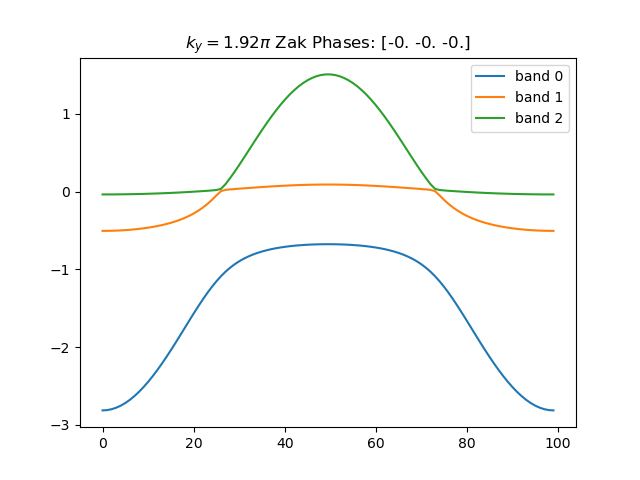 k_y = 1.92π Zak Phases: [-0. -0. -0.]
band 0
band 1
band 2
1
0
−1
−2
−3
0
20
40
60
80
100